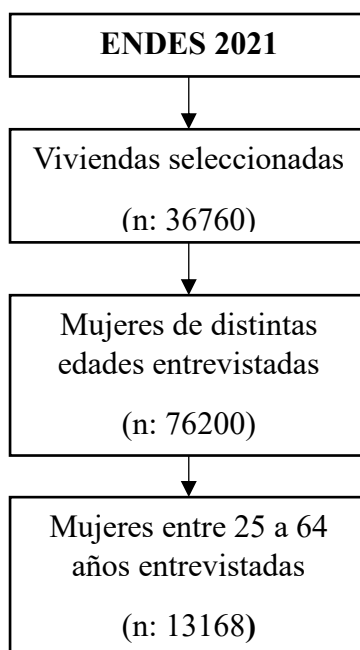 ENDES 2021
Viviendas seleccionadas
(n: 36760)
Mujeres de distintas
edades entrevistadas
(n: 76200)
Mujeres entre 25 a 64
años entrevistadas
(n: 13168)